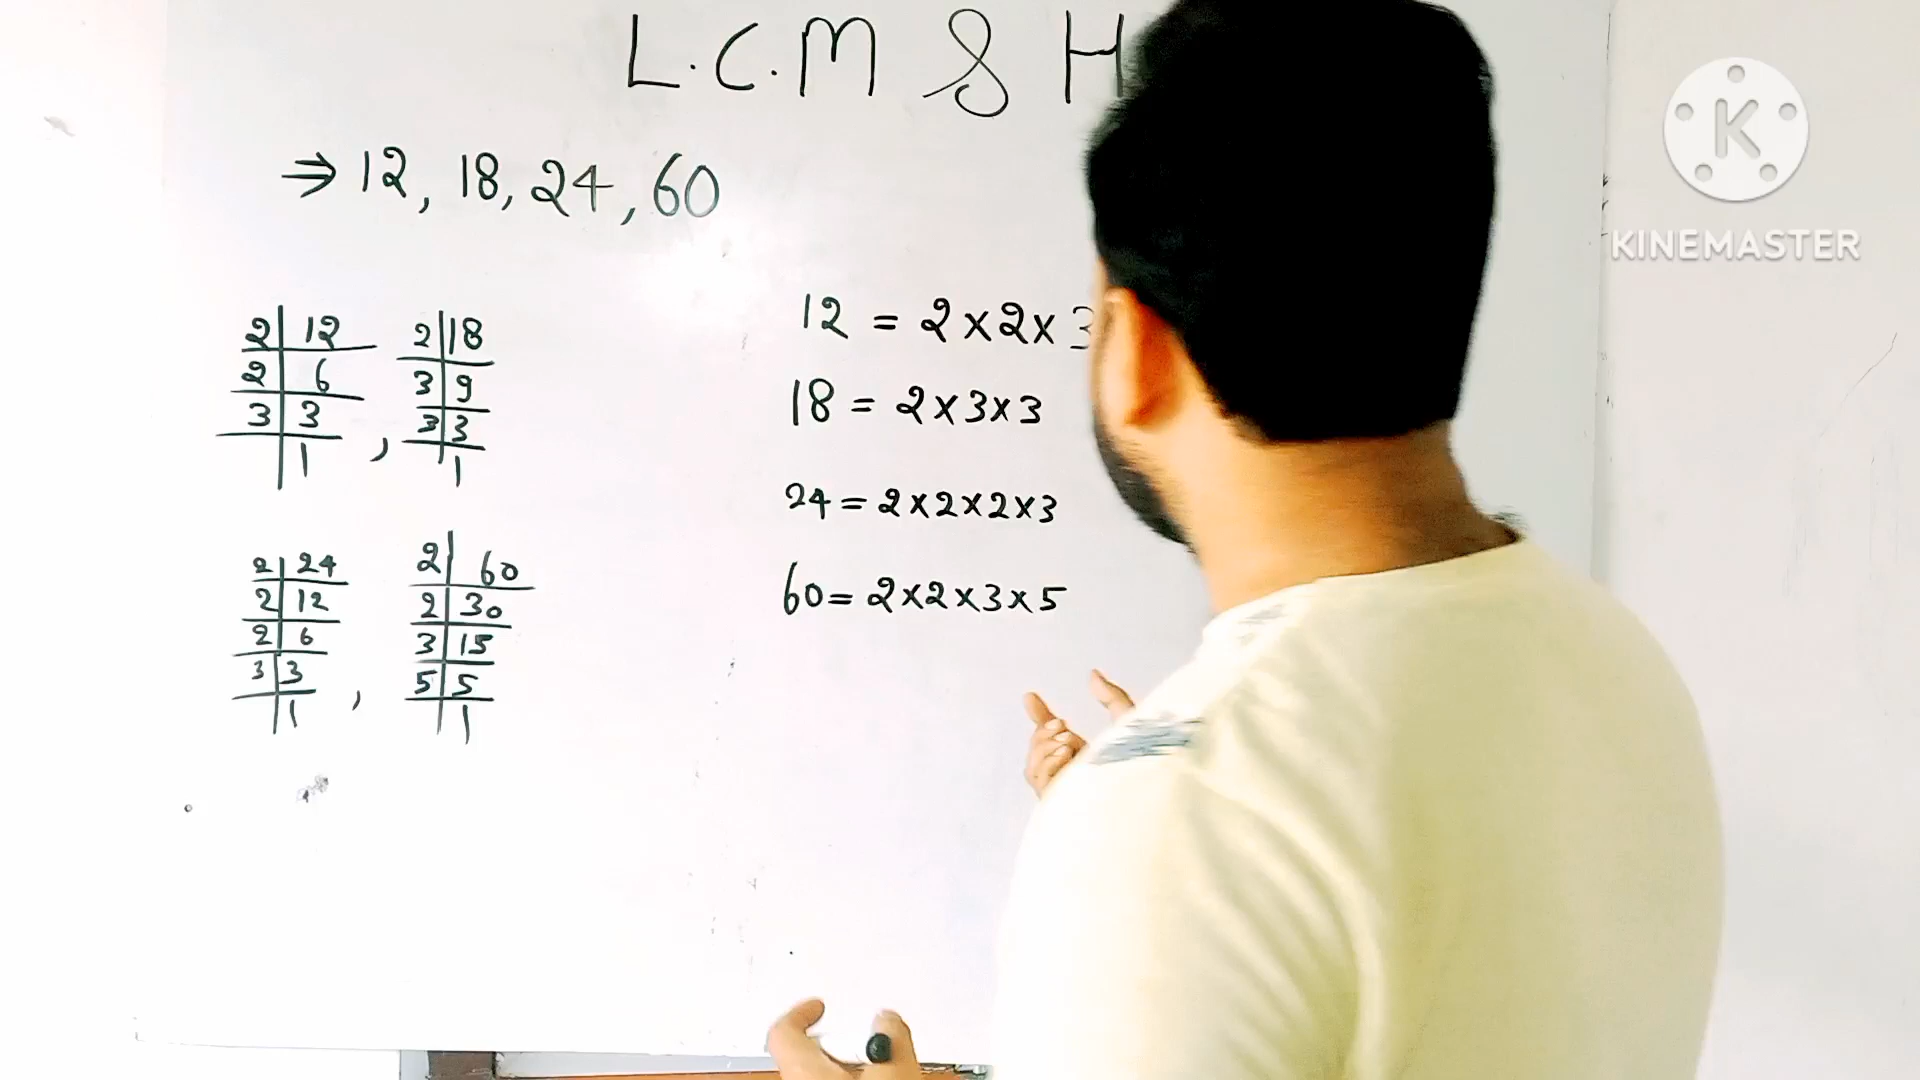 L.C.M & H
⇒ 12, 18, 24, 60
2 | 12
2 | 6
3 | 3
1 ,
2 | 18
3 | 9
3 | 3
1
2 | 24
2 | 12
2 | 6
3 | 3
1 ,
2 | 60
2 | 30
3 | 15
5 | 5
1
12 = 2 × 2 × 3
18 = 2 × 3 × 3
24 = 2 × 2 × 2 × 3
60 = 2 × 2 × 3 × 5
K
KINEMASTER